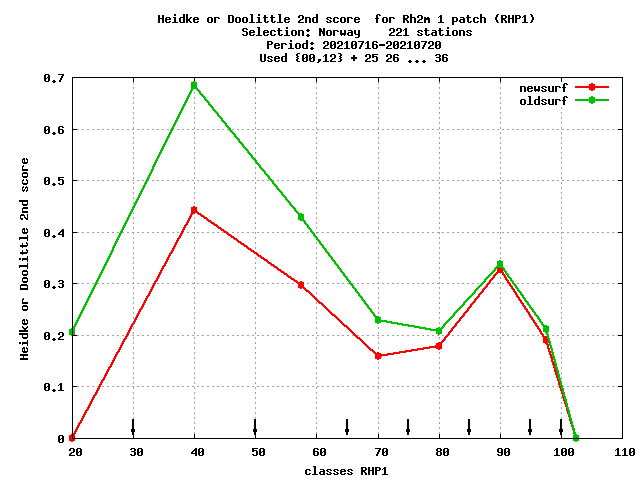 Heidke or Doolittle 2nd score  for Rh2m 1 patch (RHP1)
Selection: Norway    221 stations
Period: 20210716-20210720
Used {00,12} + 25 26 ... 36
newsurf
oldsurf
Heidke or Doolittle 2nd score
0.7
0.6
0.5
0.4
0.3
0.2
0.1
0
20 30 40 50 60 70 80 90 100 110
classes RHP1